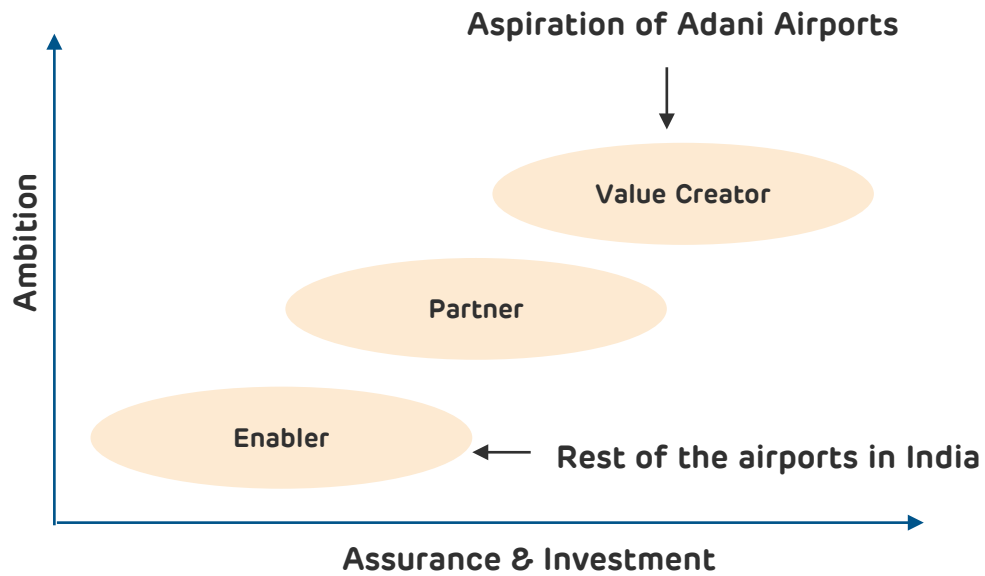 Aspiration of Adani Airports
Value Creator
Ambition
Partner
Enabler
Rest of the airports in India
Assurance & Investment